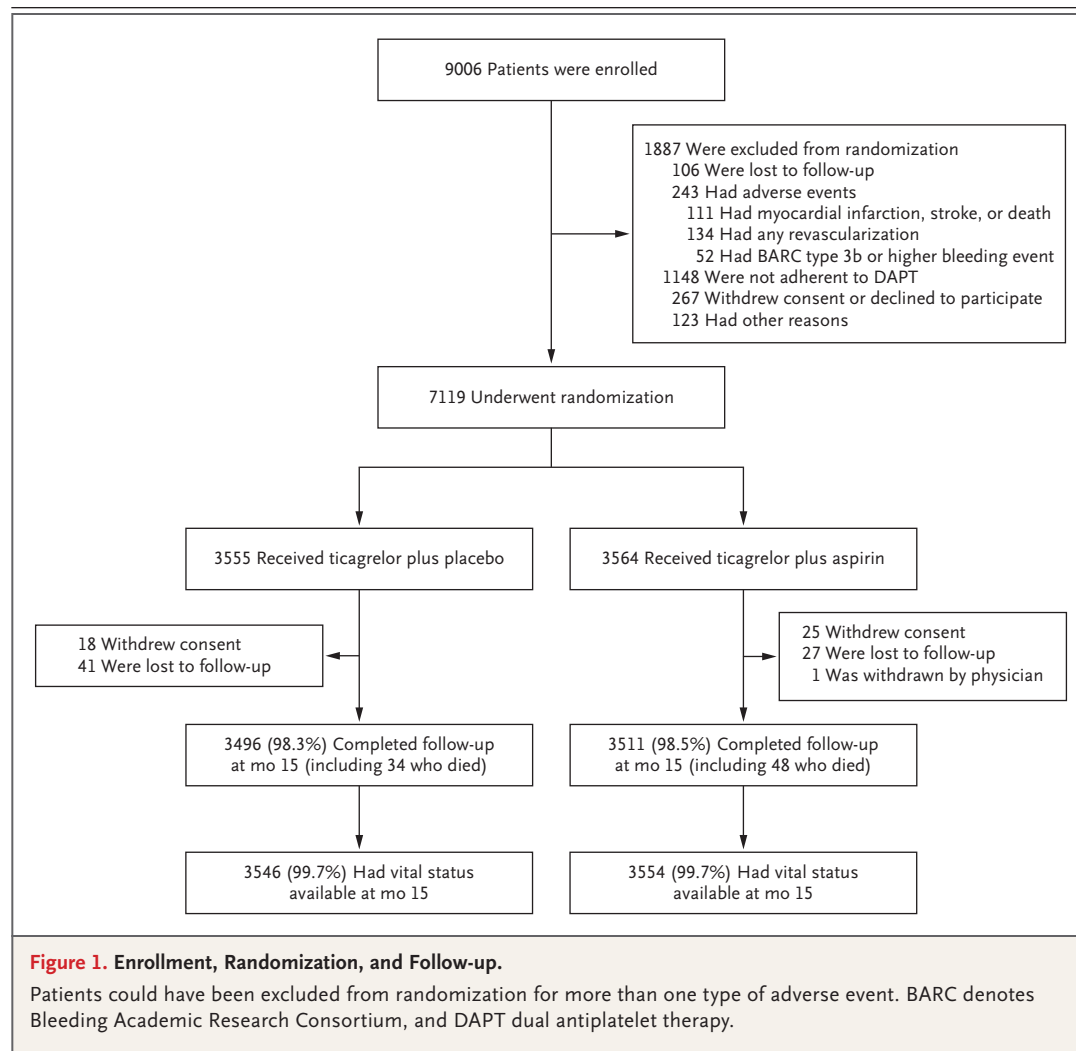 9006 Patients were enrolled
1887 Were excluded from randomization
106 Were lost to follow-up
243 Had adverse events
111 Had myocardial infarction, stroke, or death
134 Had any revascularization
52 Had BARC type 3b or higher bleeding event
1148 Were not adherent to DAPT
267 Withdrew consent or declined to participate
123 Had other reasons
7119 Underwent randomization
3555 Received ticagrelor plus placebo
3564 Received ticagrelor plus aspirin
18 Withdrew consent
41 Were lost to follow-up
25 Withdrew consent
27 Were lost to follow-up
1 Was withdrawn by physician
3496 (98.3%) Completed follow-up
at mo 15 (including 34 who died)
3511 (98.5%) Completed follow-up
at mo 15 (including 48 who died)
3546 (99.7%) Had vital status
available at mo 15
3554 (99.7%) Had vital status
available at mo 15
Figure 1. Enrollment, Randomization, and Follow-up.
Patients could have been excluded from randomization for more than one type of adverse event. BARC denotes
Bleeding Academic Research Consortium, and DAPT dual antiplatelet therapy.